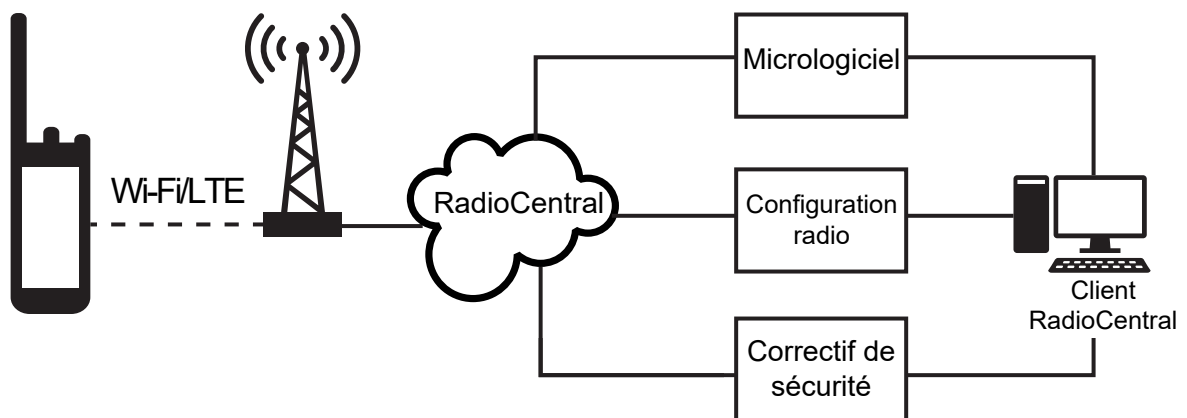 Micrologiciel
Wi-Fi/LTE
RadioCentral
Configuration
radio
Client
RadioCentral
Correctif de
sécurité